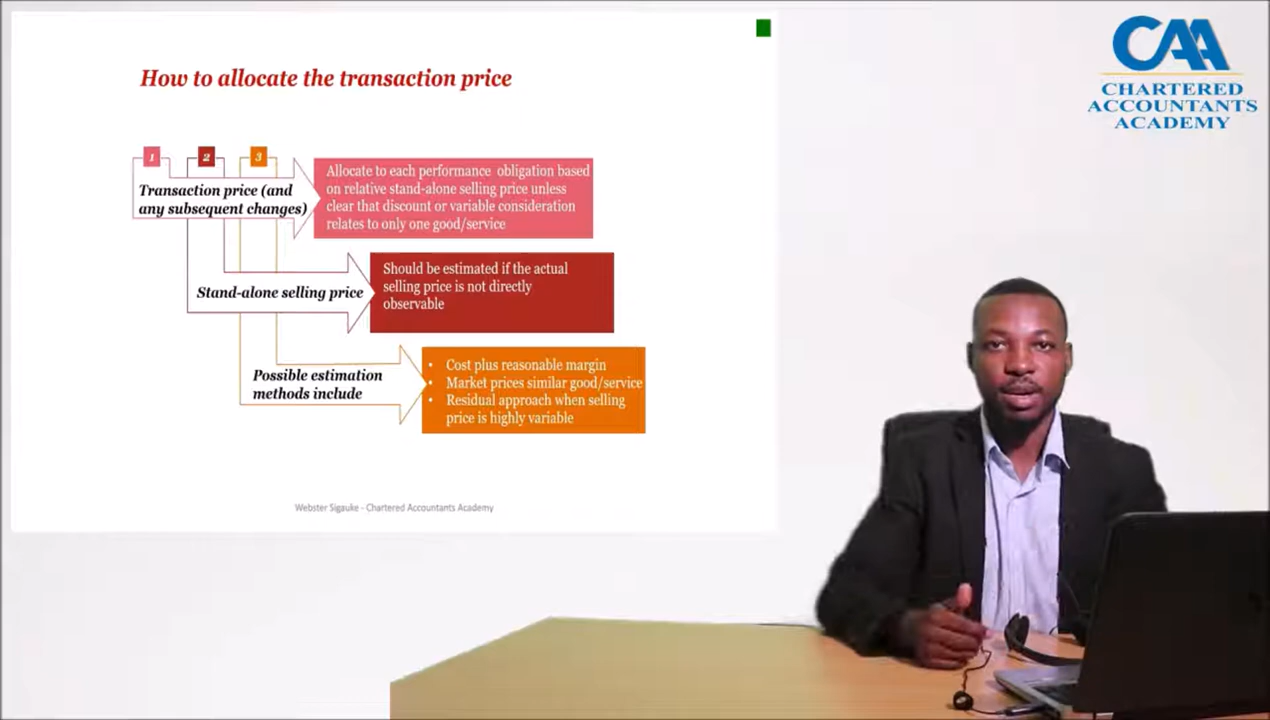 How to allocate the transaction price
1
2
3
Transaction price (and
any subsequent changes)
Allocate to each performance obligation based
on relative stand-alone selling price unless
clear that discount or variable consideration
relates to only one good/service
Stand-alone selling price
Should be estimated if the actual
selling price is not directly
observable
Possible estimation
methods include
• Cost plus reasonable margin
• Market prices similar good/service
• Residual approach when selling
price is highly variable
Webster Sigauke - Chartered Accountants Academy
CAA
CHARTERED
ACCOUNTANTS
ACADEMY